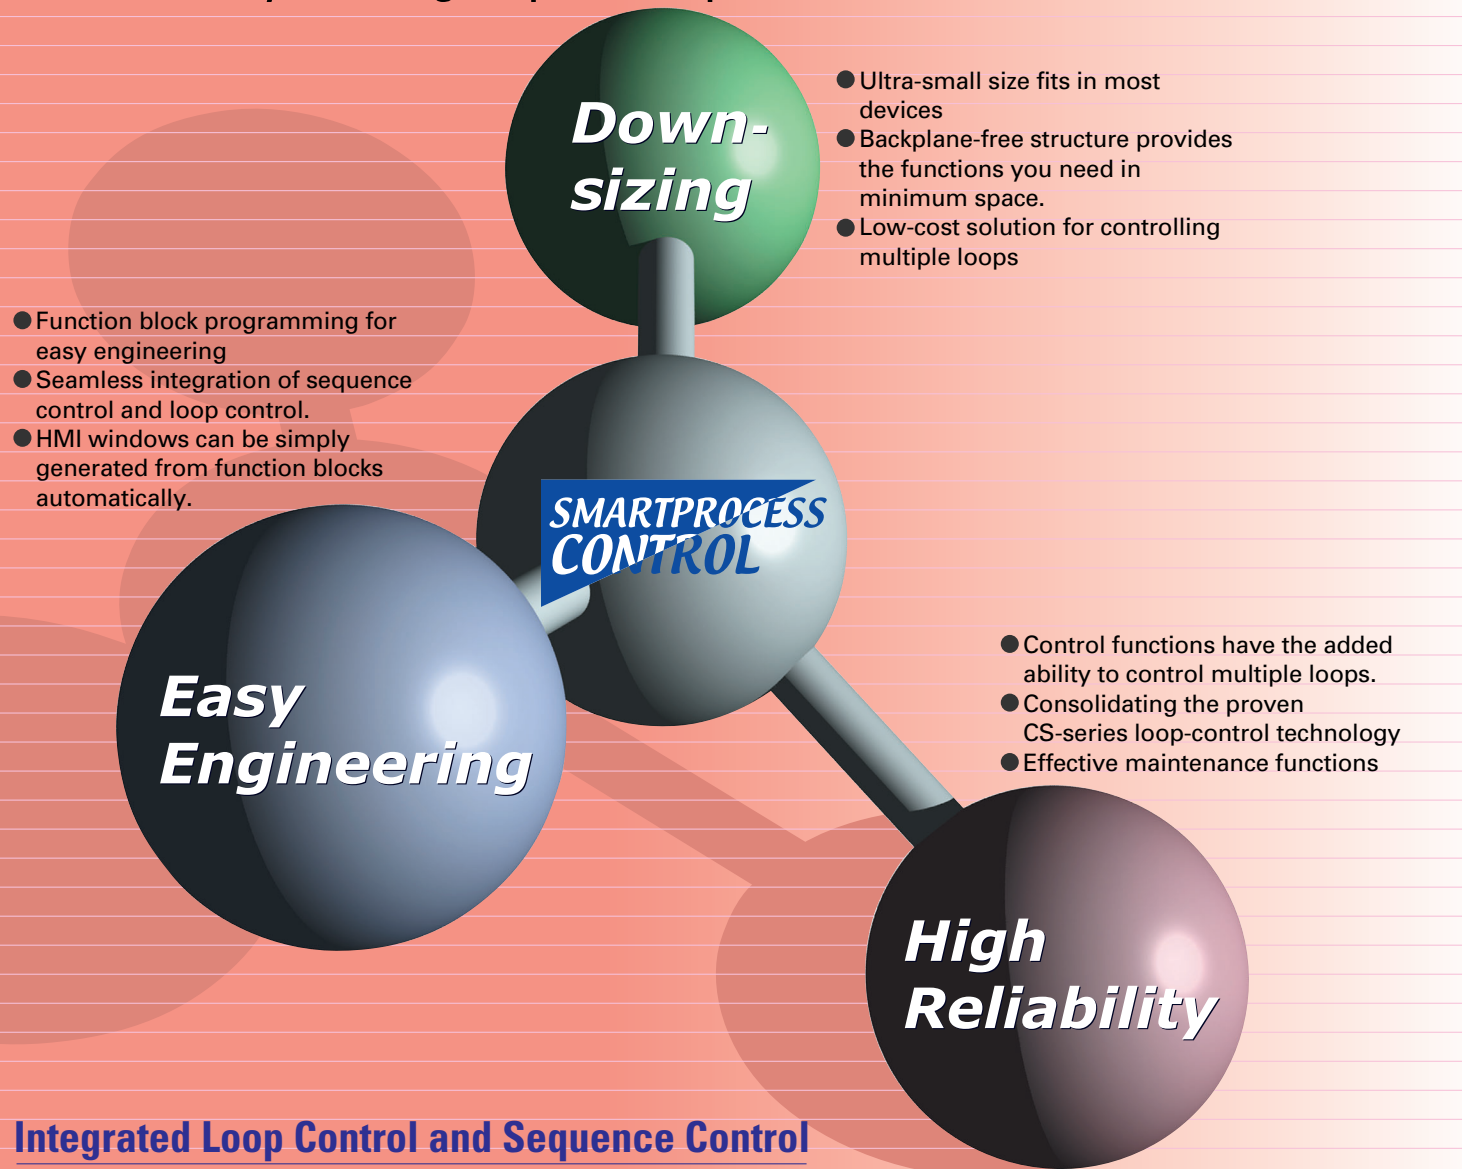 Down-
sizing
● Ultra-small size fits in most
devices
● Backplane-free structure provides
the functions you need in
minimum space.
● Low-cost solution for controlling
multiple loops
● Function block programming for
easy engineering
● Seamless integration of sequence
control and loop control.
● HMI windows can be simply
generated from function blocks
automatically.
SMARTPROCESS
CONTROL
Easy
Engineering
● Control functions have the added
ability to control multiple loops.
● Consolidating the proven
CS-series loop-control technology
● Effective maintenance functions
High
Reliability
Integrated Loop Control and Sequence Control